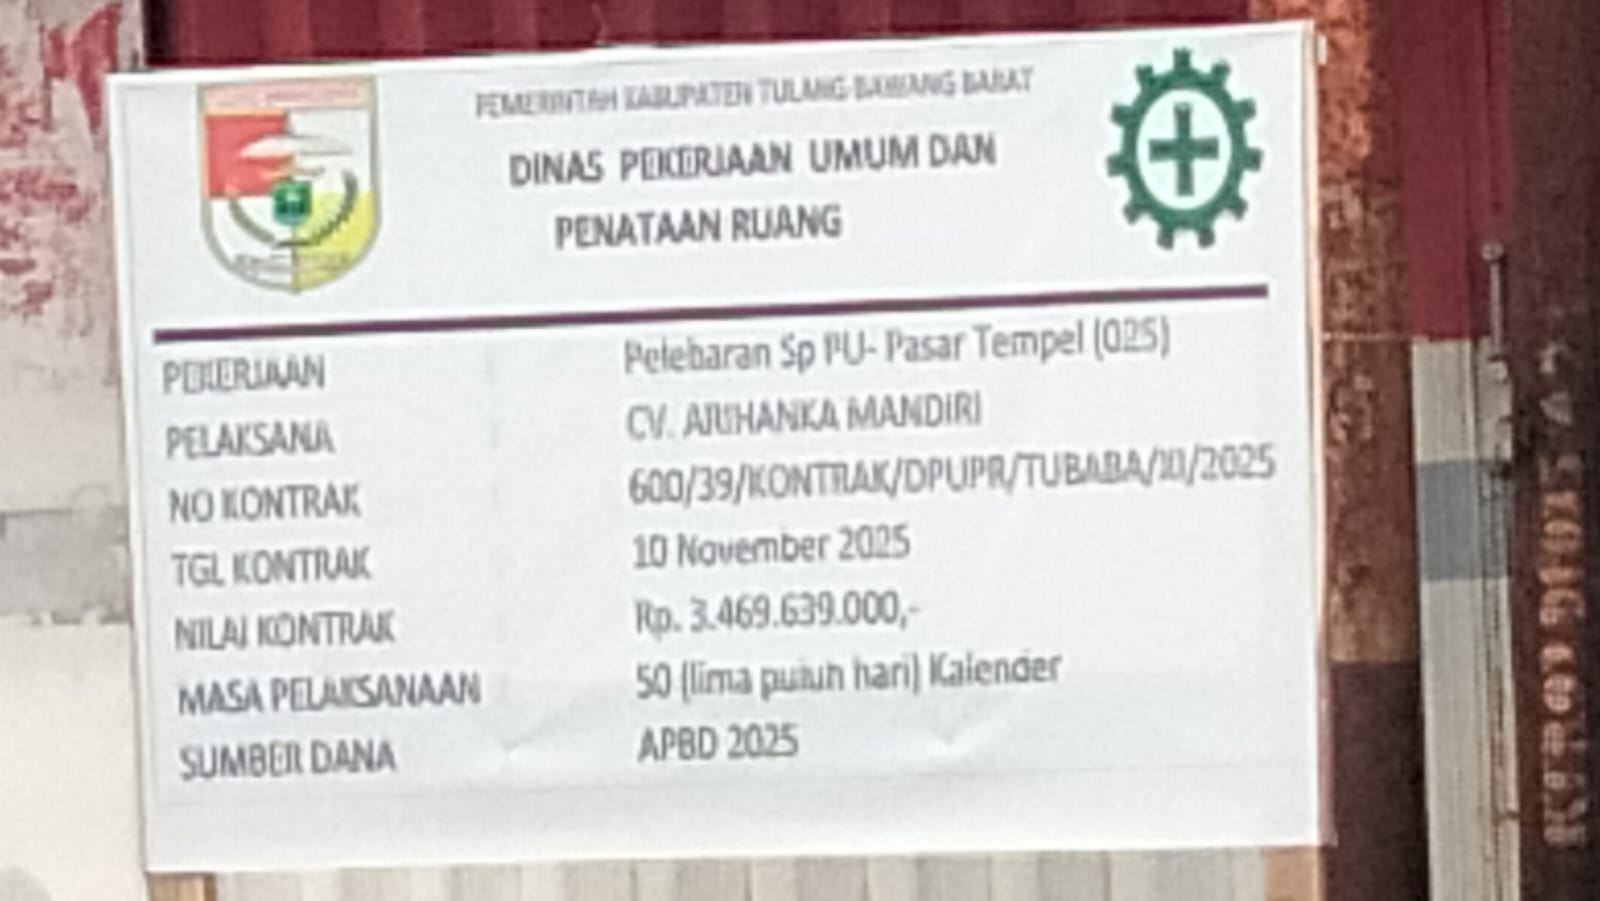 PEMERINTAH KABUPATEN TULANG BAWANG BARAT
DINAS PEKERJAAN UMUM DAN
PENATAAN RUANG
PEKERJAAN Pelebaran Sp PU- Pasar Tempel (025)
PELAKSANA CV. MANDIRI
NO KONTRAK 600/39/KONTRAK/DPUPR/TUBABA/XI/2025
TGL KONTRAK 10 November 2025
NILAI KONTRAK Rp. 3.469.639.000,-
MASA PELAKSANAAN 50 (lima puluh hari) Kalender
SUMBER DANA APBD 2025